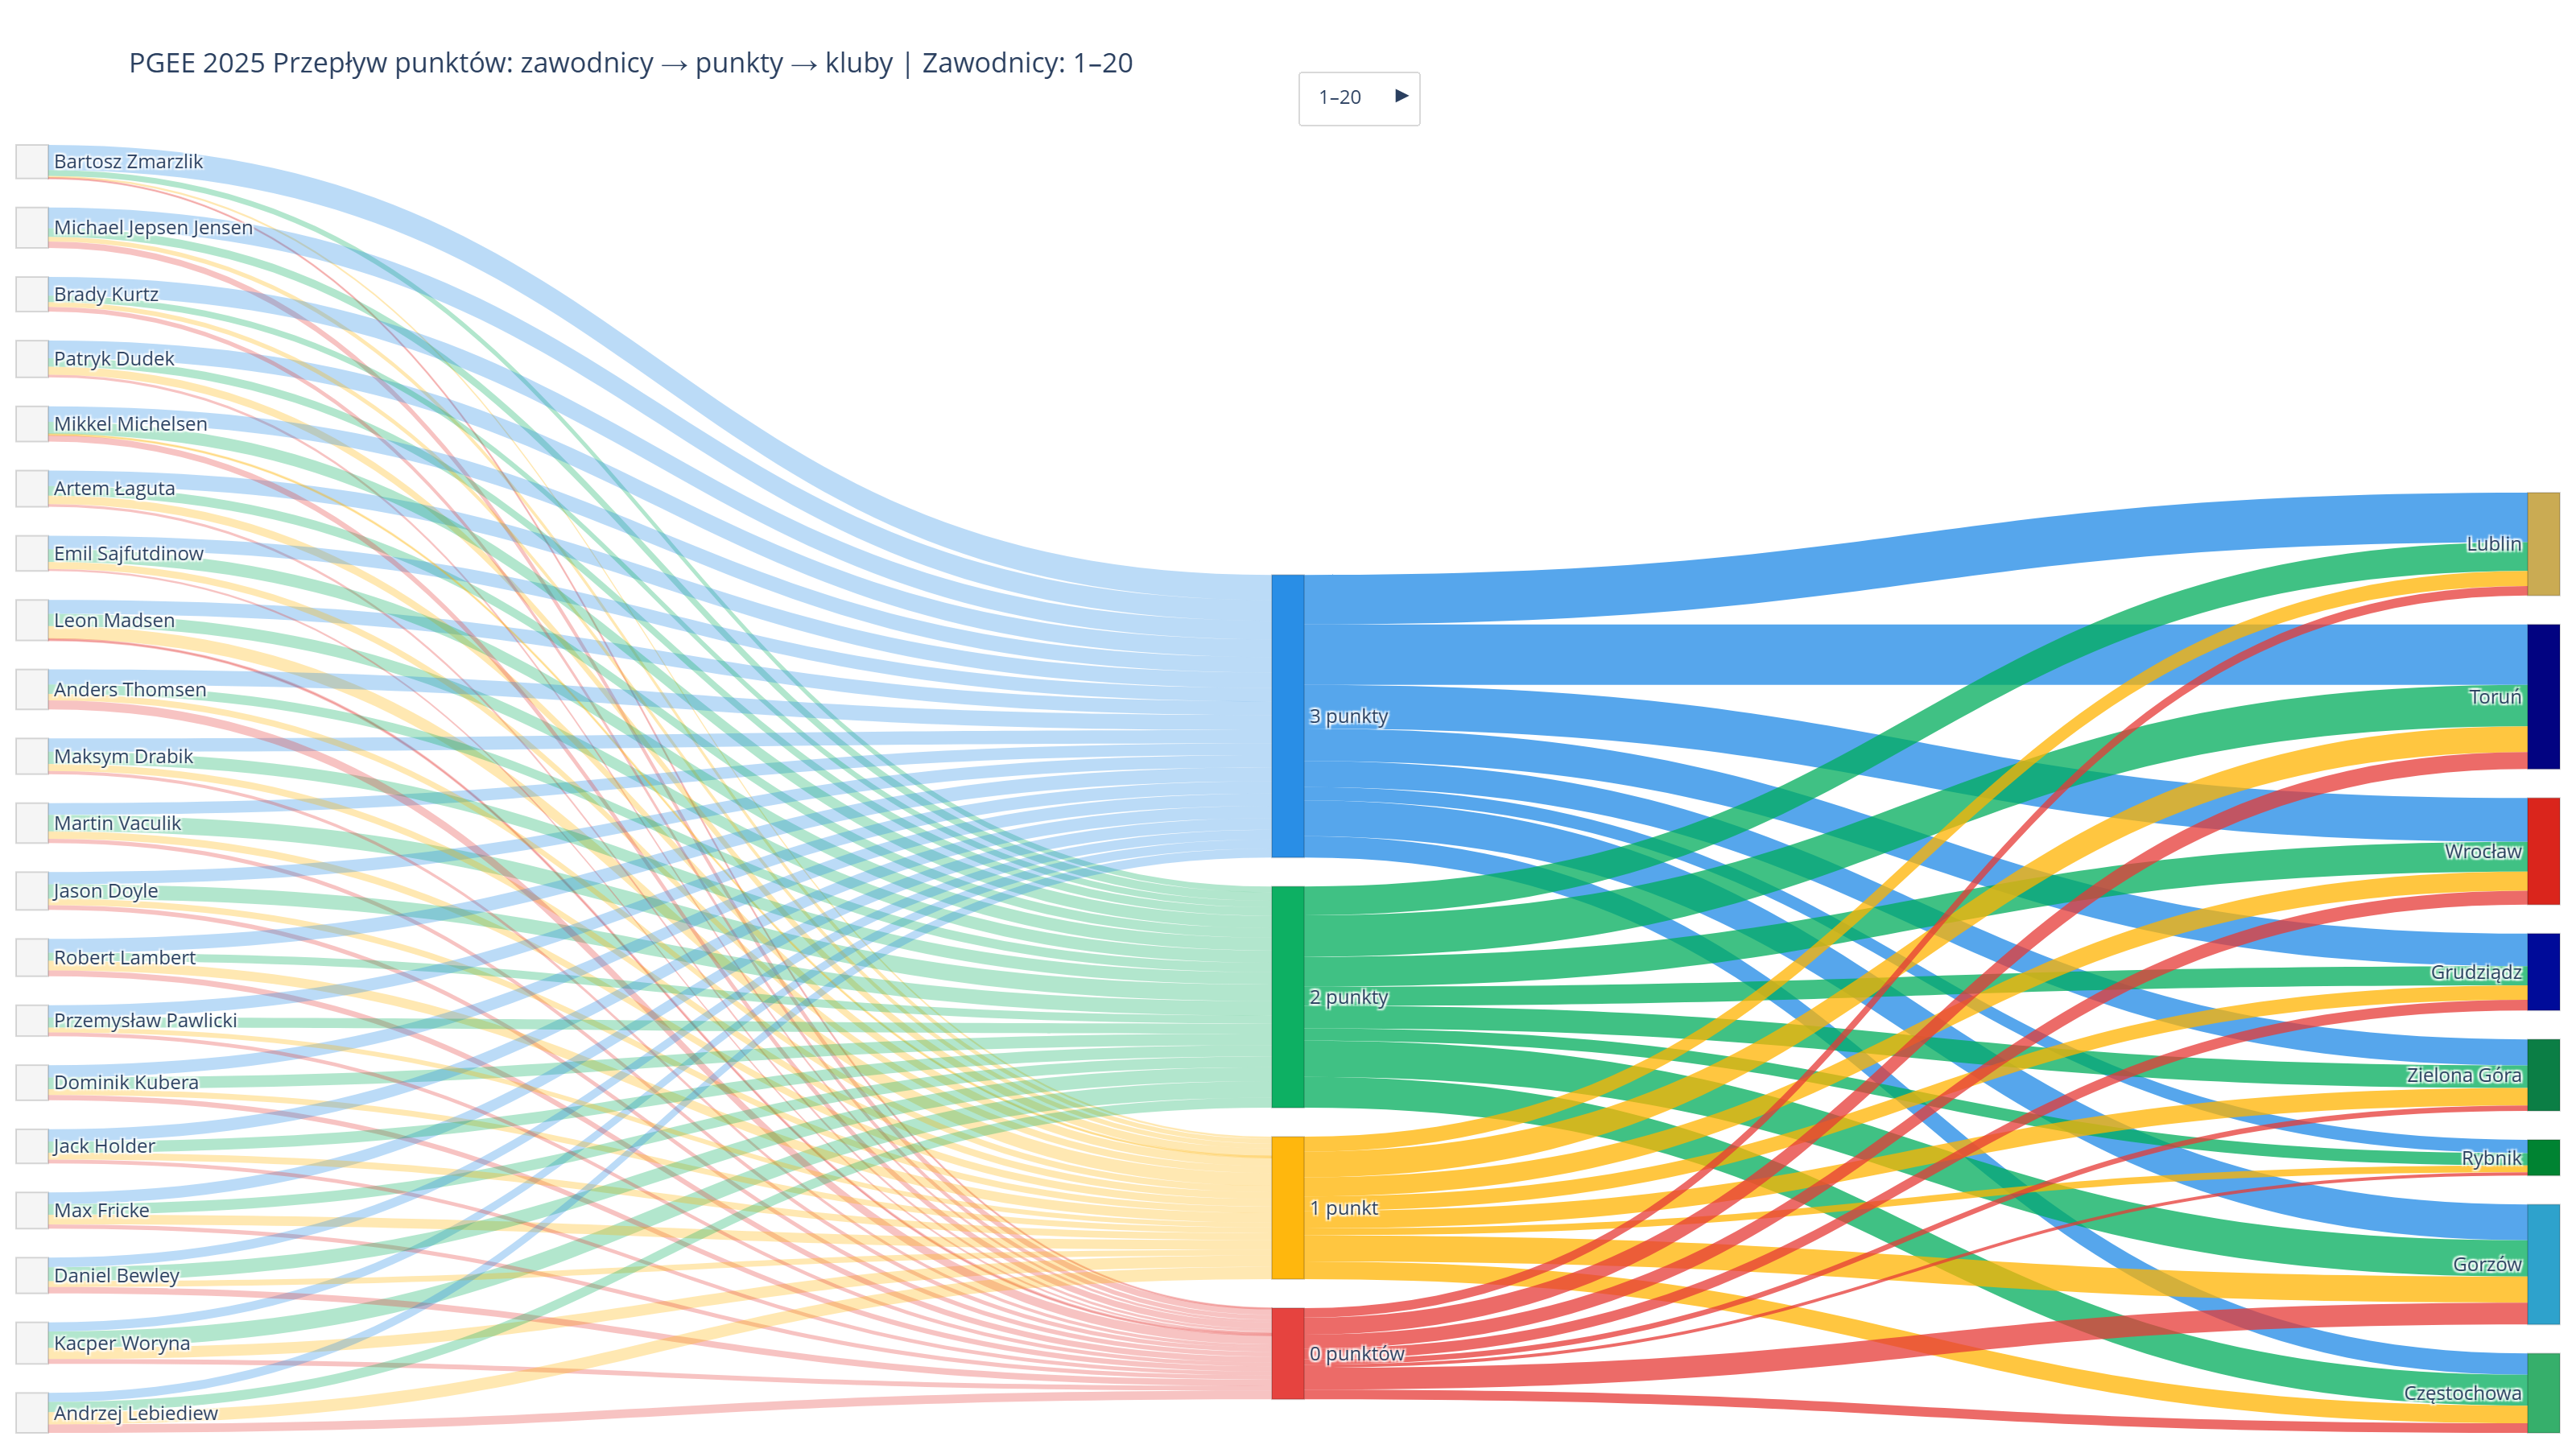 PGEE 2025 Przepływ punktów: zawodnicy → punkty → kluby | Zawodnicy: 1–20
1–20 ▶
Bartosz Zmarzlik
Michael Jepsen Jensen
Brady Kurtz
Patryk Dudek
Mikkel Michelsen
Artem Łaguta
Emil Sajfutdinow
Leon Madsen
Anders Thomsen
Maksym Drabik
Martin Vaculik
Jason Doyle
Robert Lambert
Przemysław Pawlicki
Dominik Kubera
Jack Holder
Max Fricke
Daniel Bewley
Kacper Woryna
Andrzej Lebiediew
3 punkty
2 punkty
1 punkt
0 punktów
Lublin
Toruń
Wrocław
Grudziądz
Zielona Góra
Rybnik
Gorzów
Częstochowa